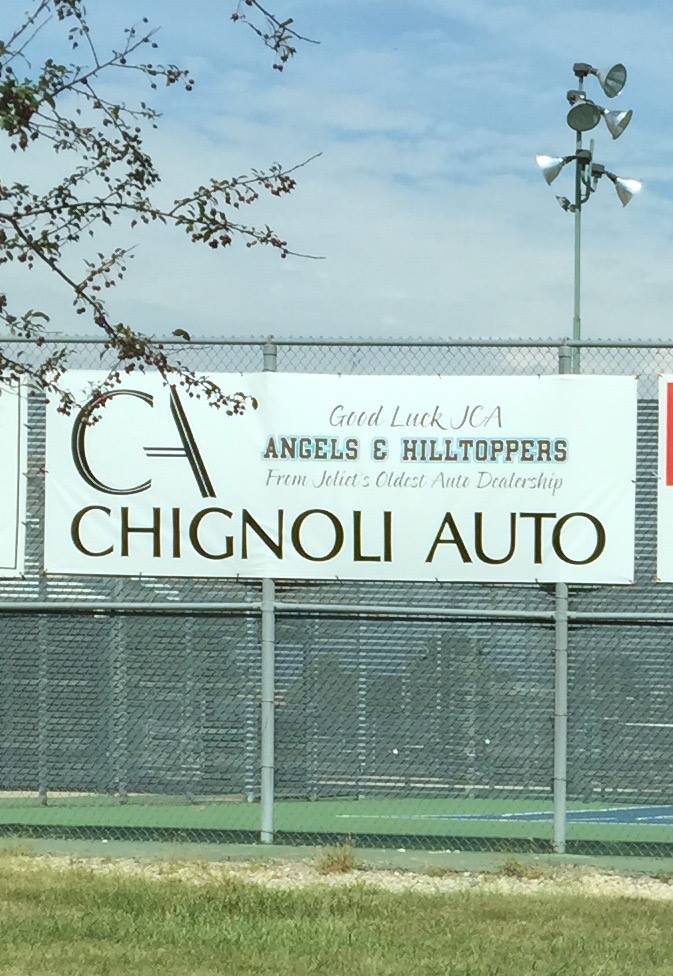 CA
Good Luck JCA
ANGELS & HILLTOPPERS
From Joliet's Oldest Auto Dealership
CHIGNOLI AUTO